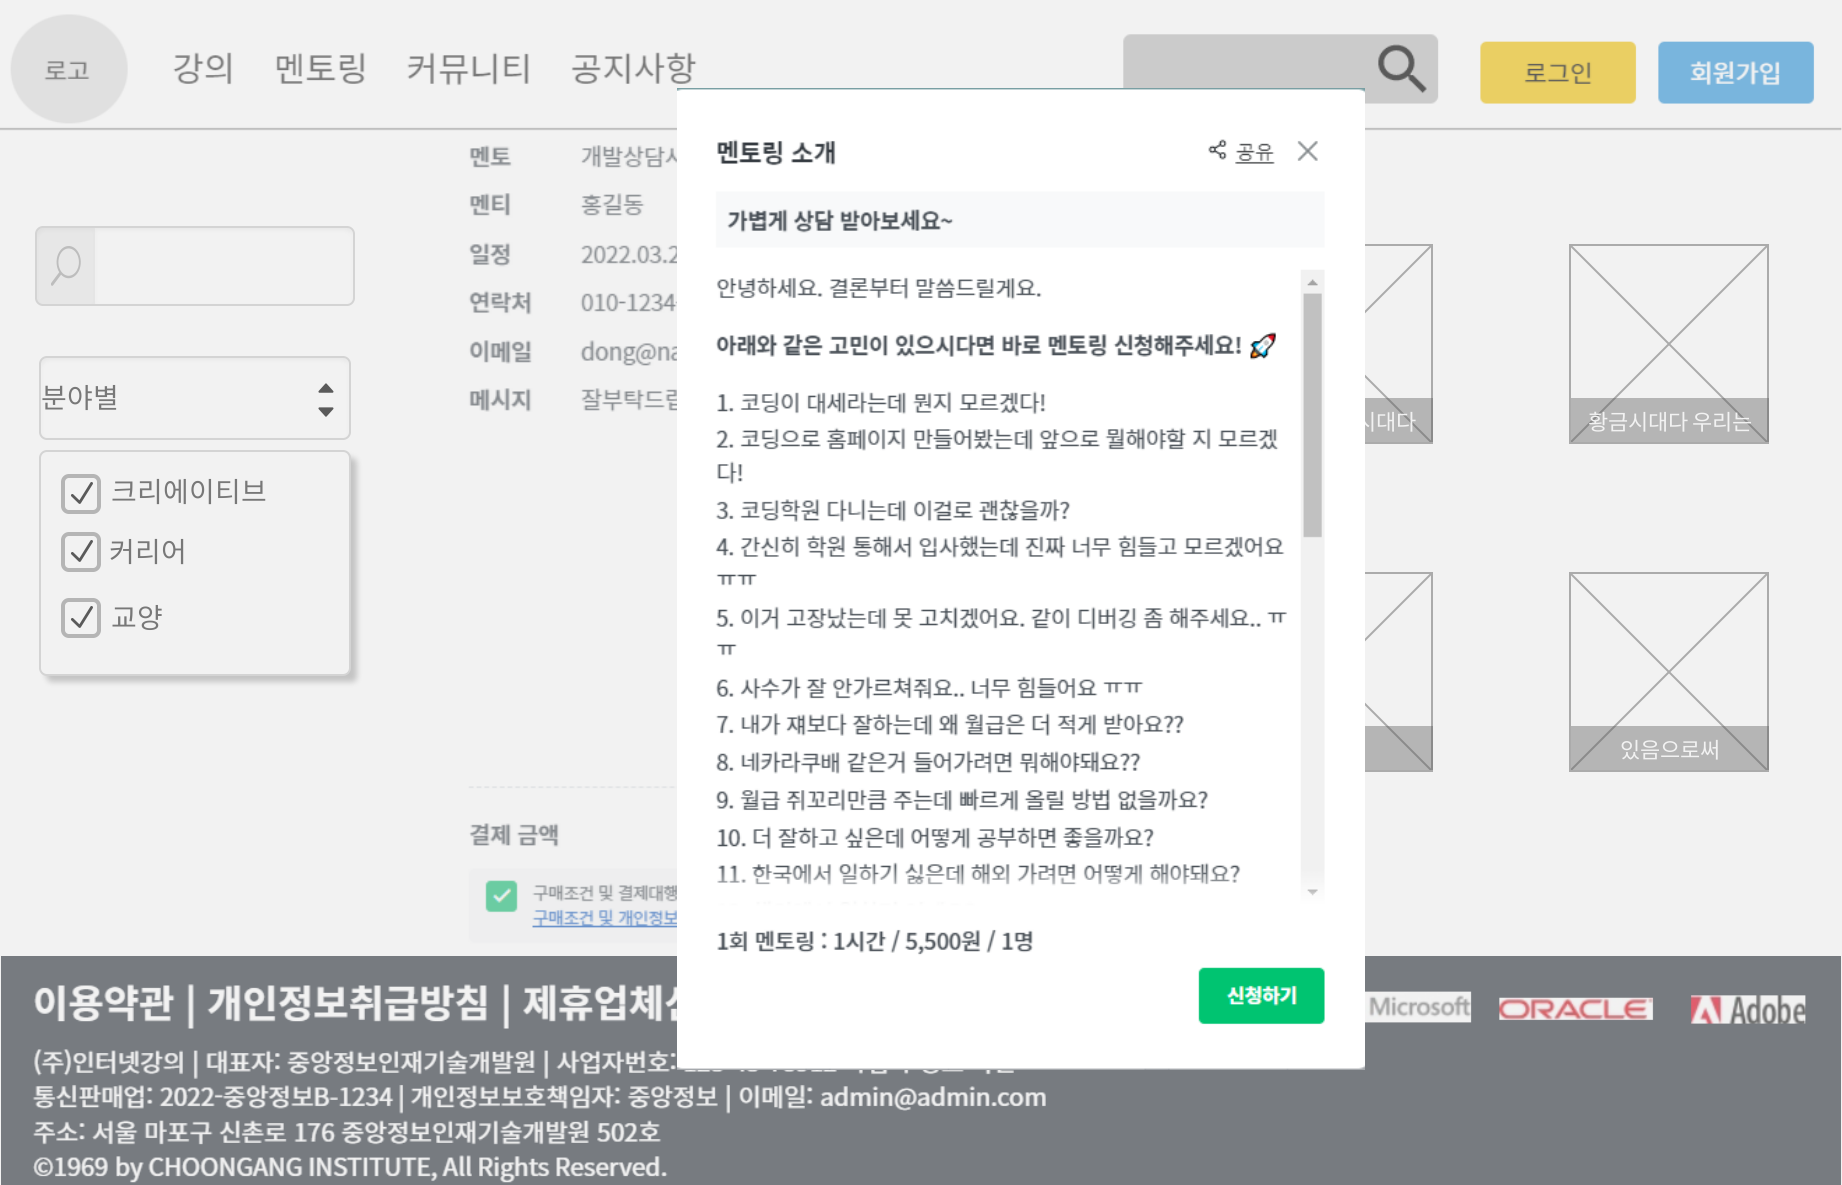 로고
강의 멘토링 커뮤니티 공지사항
로그인
회원가입
멘토 개발상담사
멘티 홍길동
일정 2022.03.2
연락처 010-1234
이메일 dong@na
메시지 잘부탁드립
분야별
크리에이티브
커리어
교양
멘토링 소개
공유
가볍게 상담 받아보세요~
안녕하세요. 결론부터 말씀드릴게요.
아래와 같은 고민이 있으시다면 바로 멘토링 신청해주세요! 🚀
1. 코딩이 대세라는데 뭔지 모르겠다!
2. 코딩으로 홈페이지 만들어봤는데 앞으로 뭘해야할 지 모르겠
다!
3. 코딩학원 다니는데 이걸로 괜찮을까?
4. 간신히 학원 통해서 입사했는데 진짜 너무 힘들고 모르겠어요
ㅠㅠ
5. 이거 고장났는데 못 고치겠어요. 같이 디버깅 좀 해주세요.. ㅠ
ㅠ
6. 사수가 잘 안가르쳐줘요.. 너무 힘들어요 ㅠㅠ
7. 내가 쟤보다 잘하는데 왜 월급은 더 적게 받아요??
8. 네카라쿠배 같은거 들어가려면 뭐해야돼요??
9. 월급 쥐꼬리만큼 주는데 빠르게 올릴 방법 없을까요?
10. 더 잘하고 싶은데 어떻게 공부하면 좋을까요?
11. 한국에서 일하기 싫은데 해외 가려면 어떻게 해야돼요?
1회 멘토링 : 1시간 / 5,500원 / 1명
신청하기
시대다
황금시대다 우리는
있음으로써
결제 금액
구매조건 및 결제대행
구매조건 및 개인정보
이용약관 | 개인정보취급방침 | 제휴업체
Microsoft ORACLE Adobe
(주)인터넷강의 | 대표자: 중앙정보인재기술개발원 | 사업자번호:
통신판매업: 2022-중앙정보B-1234 | 개인정보보호책임자: 중앙정보 | 이메일: admin@admin.com
주소: 서울 마포구 신촌로 176 중앙정보인재기술개발원 502호
©1969 by CHOONGANG INSTITUTE, All Rights Reserved.